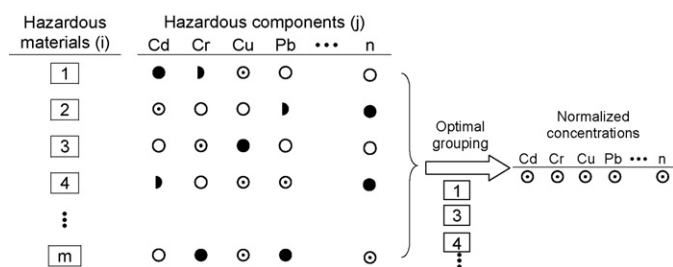 Hazardous materials (i)
Hazardous components (j)
Cd Cr Cu Pb ••• n
1
2
3
4
m
Optimal grouping
1
3
4
Normalized concentrations
Cd Cr Cu Pb ••• n